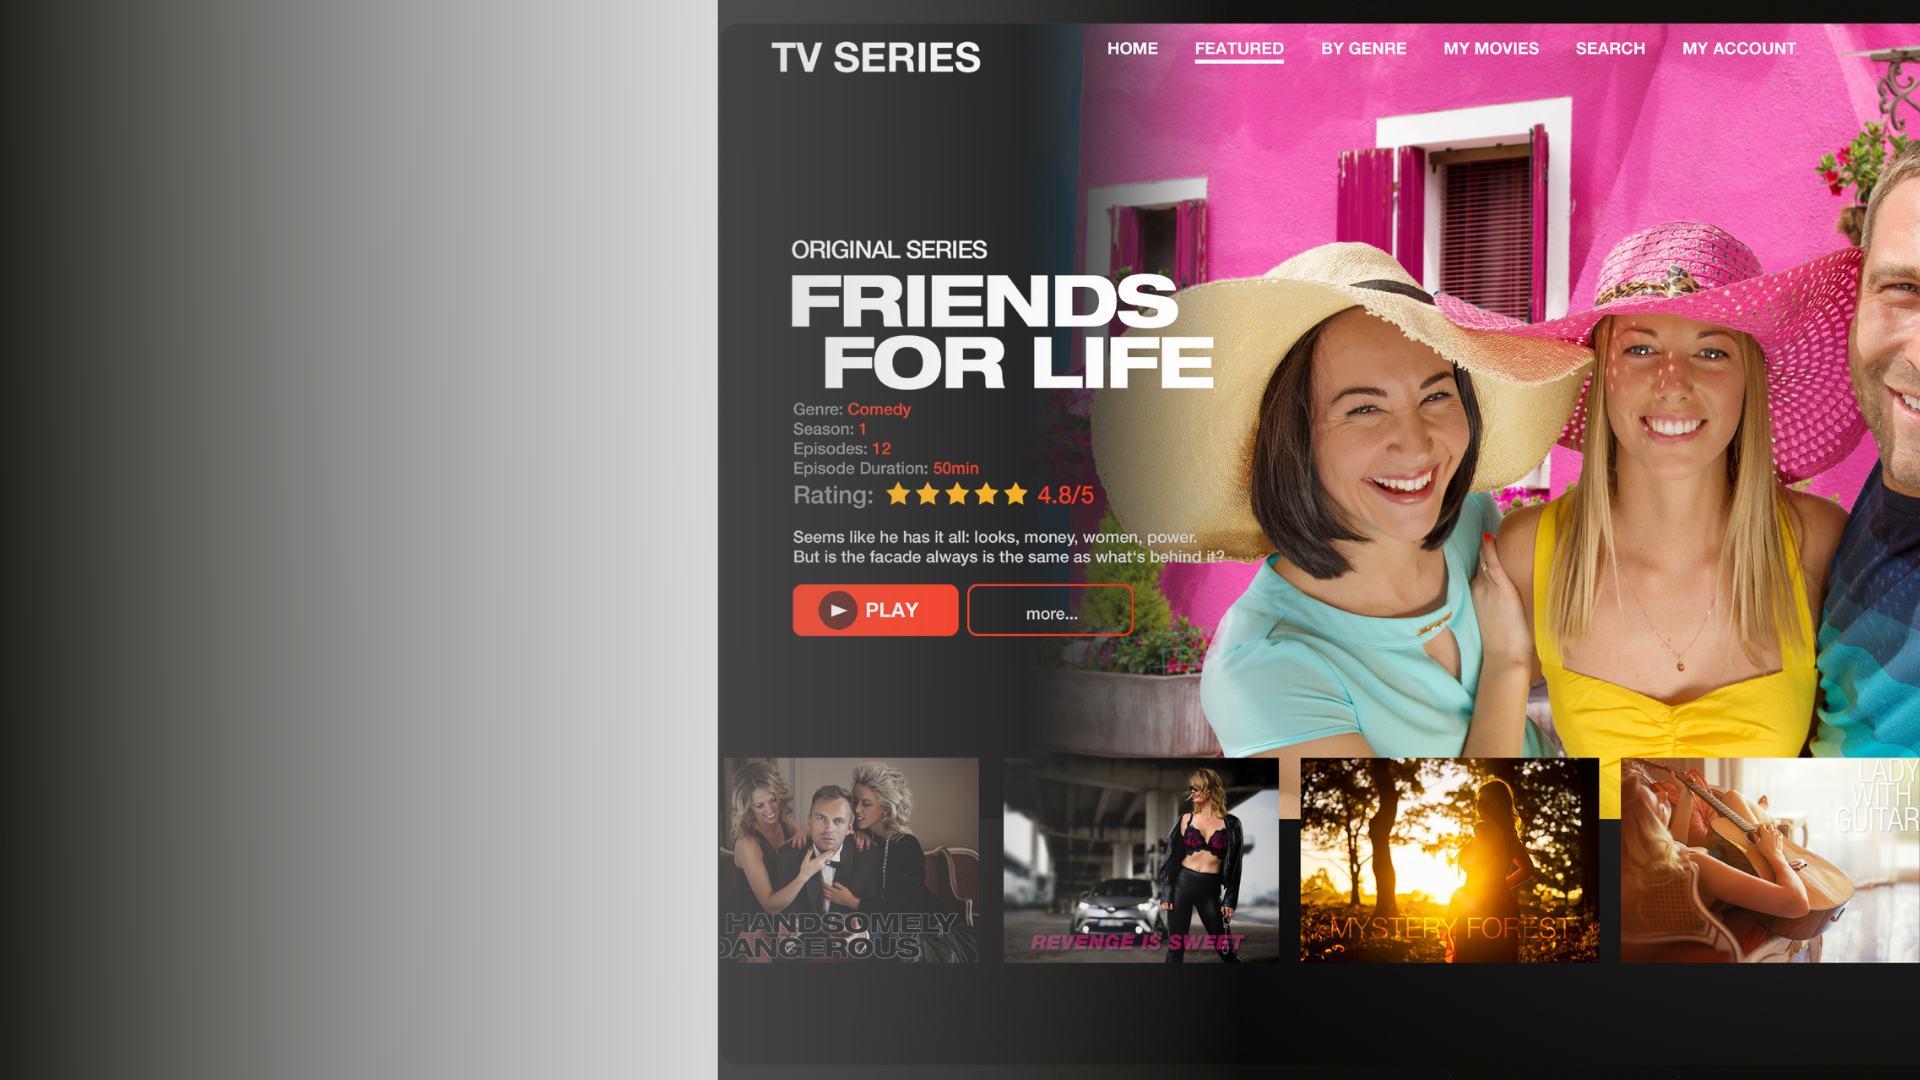 TV SERIES
HOME FEATURED BY GENRE MY MOVIES SEARCH MY ACCOUNT
ORIGINAL SERIES
FRIENDS
FOR LIFE
Genre: Comedy
Season: 1
Episodes: 12
Episode Duration: 50min
Rating: 4.8/5
Seems like he has it all: looks, money, women, power.
But is the facade always is the same as what's behind it?
PLAY
more...
HANDSOMELY
DANGEROUS
REVENGE IS SWEET
MYSTERY FOREST
LADY
WITH
GUITAR